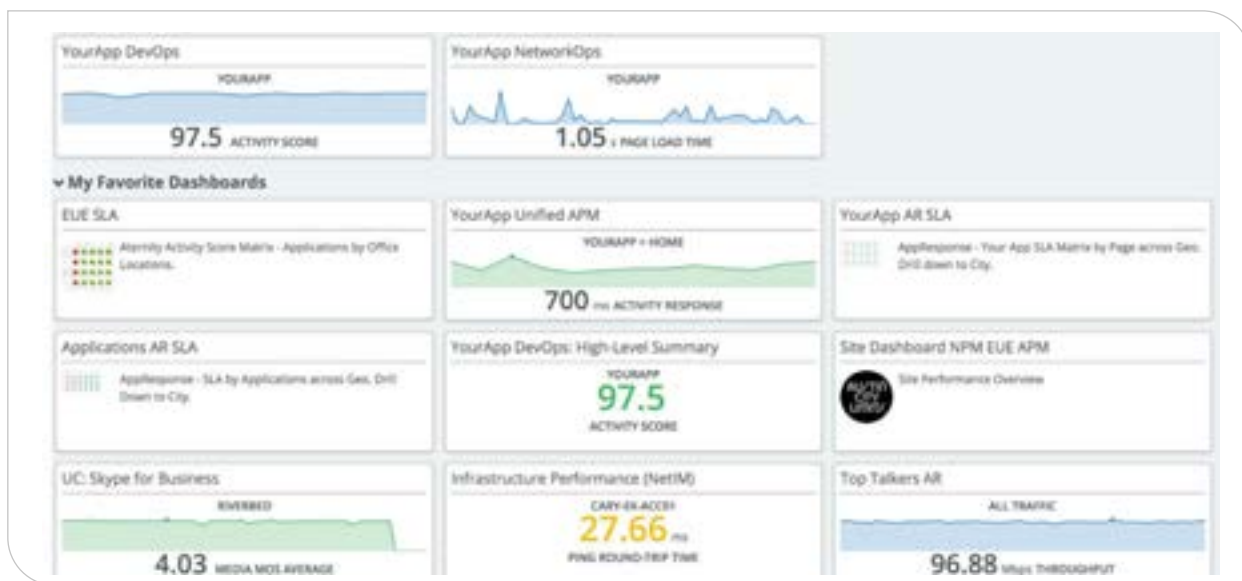 YourApp DevOps
YOURAPP
97.5 ACTIVITY SCORE
YourApp NetworkOps
YOURAPP
1.05 s PAGE LOAD TIME
My Favorite Dashboards
EUE SLA
Aternity Activity Score Matrix - Applications by Office
Locations.
YourApp Unified APM
YOURAPP > HOME
700 ms ACTIVITY RESPONSE
YourApp AR SLA
AppResponse - Your App SLA Matrix by Page across Geo.
Drill down to City.
Applications AR SLA
AppResponse - SLA by Applications across Geo. Drill
Down to City.
YourApp DevOps: High-Level Summary
YOURAPP
97.5
ACTIVITY SCORE
Site Dashboard NPM EUE APM
AUSTIN
CITY
LIMITS
Site Performance Overview
UC: Skype for Business
RIVERBED
4.03 MEDIA MOS AVERAGE
Infrastructure Performance (NetIM)
27.66 ms
PING ROUND-TRIP TIME
Top Talkers AR
ALL TRAFFIC
96.88 Mbps THROUGHPUT